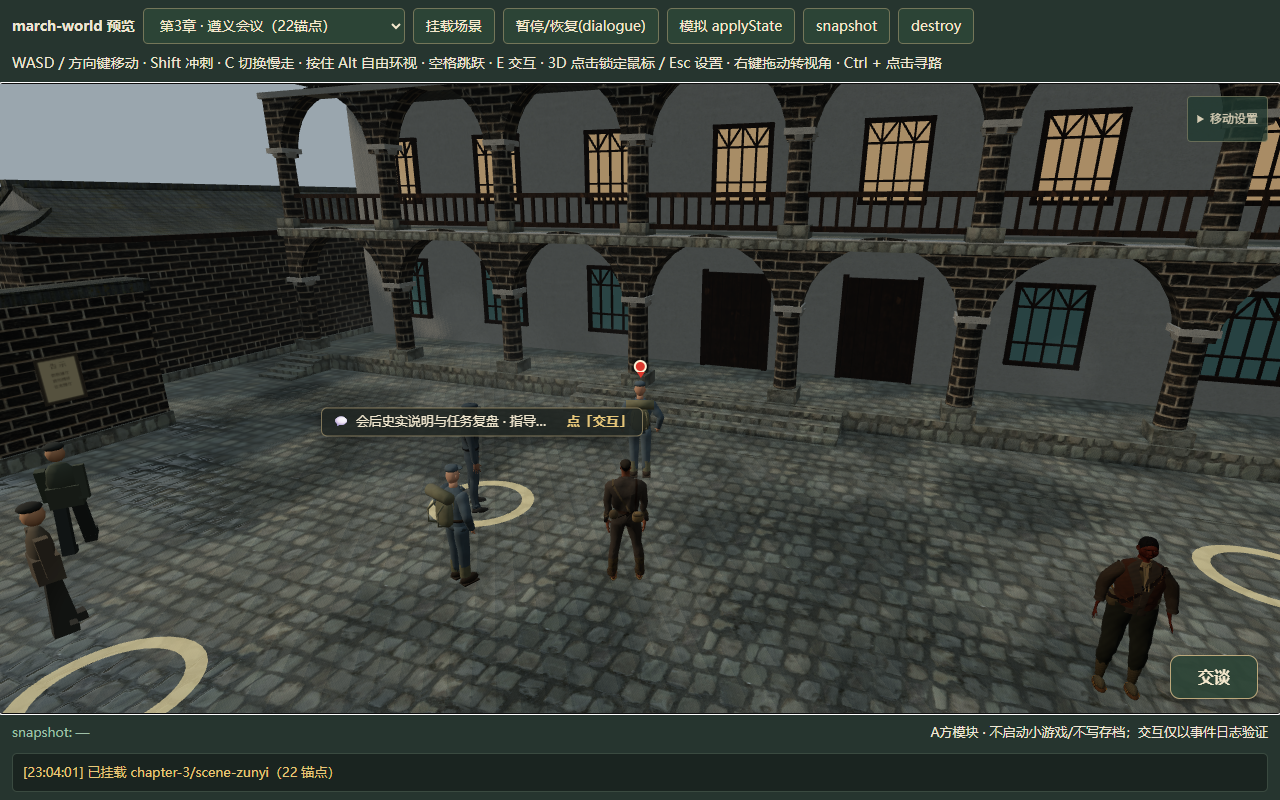 march-world 预览
第3章 · 遵义会议（22锚点）
挂载场景
暂停/恢复(dialogue)
模拟 applyState
snapshot
destroy
WASD / 方向键移动 · Shift 冲刺 · C 切换慢走 · 按住 Alt 自由环视 · 空格跳跃 · E 交互 · 3D 点击锁定鼠标 / Esc 设置 · 右键拖动转视角 · Ctrl + 点击寻路
▶ 移动设置
会后史实说明与任务复盘 · 指导... 点「交互」
交谈
snapshot: —
A方模块 · 不启动小游戏/不写存档；交互仅以事件日志验证
[23:04:01] 已挂载 chapter-3/scene-zunyi（22 锚点）